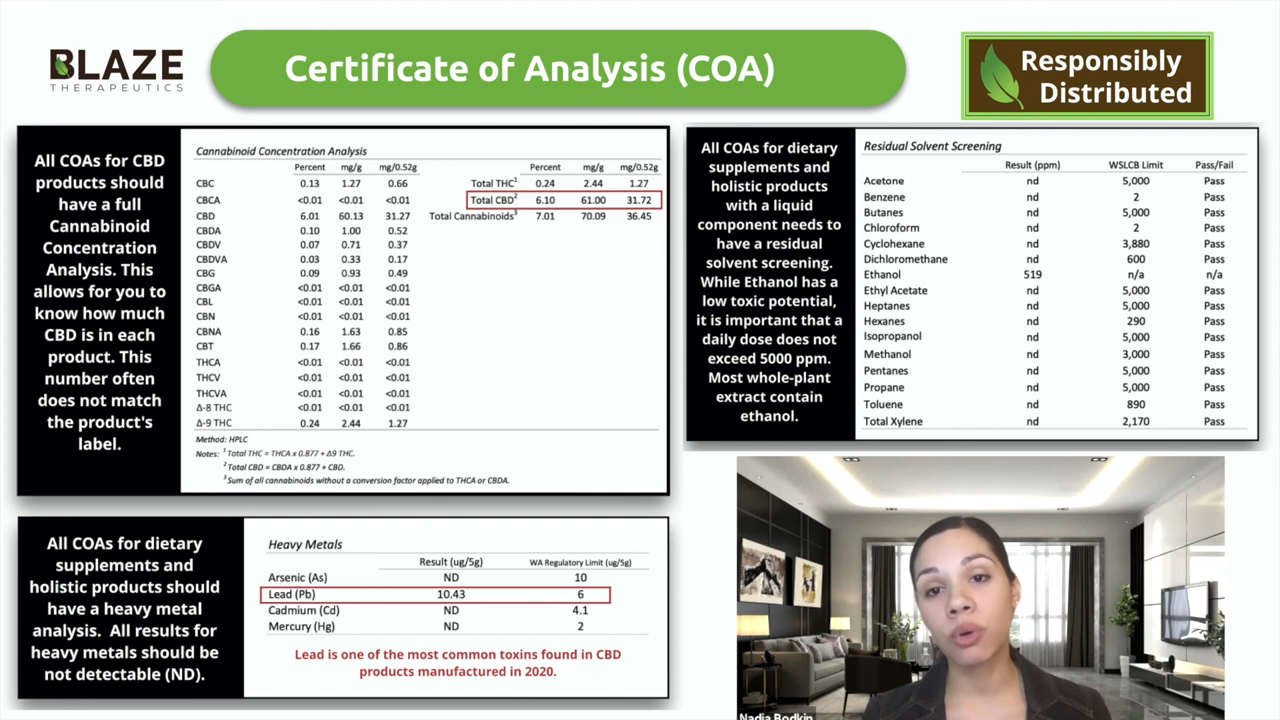 BLAZE
THERAPEUTICS
Certificate of Analysis (COA)
Responsibly
Distributed
All COAs for CBD
products should
have a full
Cannabinoid
Concentration
Analysis. This
allows for you to
know how much
CBD is in each
product. This
number often
does not match
the product's
label.
Cannabinoid Concentration Analysis
Percent mg/g mg/0.52g
CBC 0.13 1.27 0.66
CBCA <0.01 <0.01 <0.01
CBD 6.01 60.13 31.27
CBDA 0.10 1.00 0.52
CBDV 0.07 0.71 0.37
CBDVA 0.03 0.33 0.17
CBG 0.09 0.93 0.49
CBGA <0.01 <0.01 <0.01
CBL <0.01 <0.01 <0.01
CBN <0.01 <0.01 <0.01
CBNA 0.16 1.63 0.85
CBT 0.17 1.66 0.86
THCA <0.01 <0.01 <0.01
THCV <0.01 <0.01 <0.01
THCVA <0.01 <0.01 <0.01
Δ-8 THC <0.01 <0.01 <0.01
Δ-9 THC 0.24 2.44 1.27
Percent mg/g mg/0.52g
Total THC¹ 0.24 2.44 1.27
Total CBD² 6.10 61.00 31.72
Total Cannabinoids³ 7.01 70.09 36.45
Method: HPLC
Notes: ¹ Total THC = THCA x 0.877 + Δ9 THC.
² Total CBD = CBDA x 0.877 + CBD.
³ Sum of all cannabinoids without a conversion factor applied to THCA or CBDA.
All COAs for dietary
supplements and
holistic products
with a liquid
component needs to
have a residual
solvent screening.
While Ethanol has a
low toxic potential,
it is important that a
daily dose does not
exceed 5000 ppm.
Most whole-plant
extract contain
ethanol.
Residual Solvent Screening
Result (ppm) WSLCB Limit Pass/Fail
Acetone nd 5,000 Pass
Benzene nd 2 Pass
Butanes nd 5,000 Pass
Chloroform nd 2 Pass
Cyclohexane nd 3,880 Pass
Dichloromethane nd 600 Pass
Ethanol 519 n/a n/a
Ethyl Acetate nd 5,000 Pass
Heptanes nd 5,000 Pass
Hexanes nd 290 Pass
Isopropanol nd 5,000 Pass
Methanol nd 3,000 Pass
Pentanes nd 5,000 Pass
Propane nd 5,000 Pass
Toluene nd 890 Pass
Total Xylene nd 2,170 Pass
All COAs for dietary
supplements and
holistic products should
have a heavy metal
analysis. All results for
heavy metals should be
not detectable (ND).
Heavy Metals
Result (ug/5g) WA Regulatory Limit (ug/5g)
Arsenic (As) ND 10
Lead (Pb) 10.43 6
Cadmium (Cd) ND 4.1
Mercury (Hg) ND 2
Lead is one of the most common toxins found in CBD
products manufactured in 2020.
Nadia Bodkin